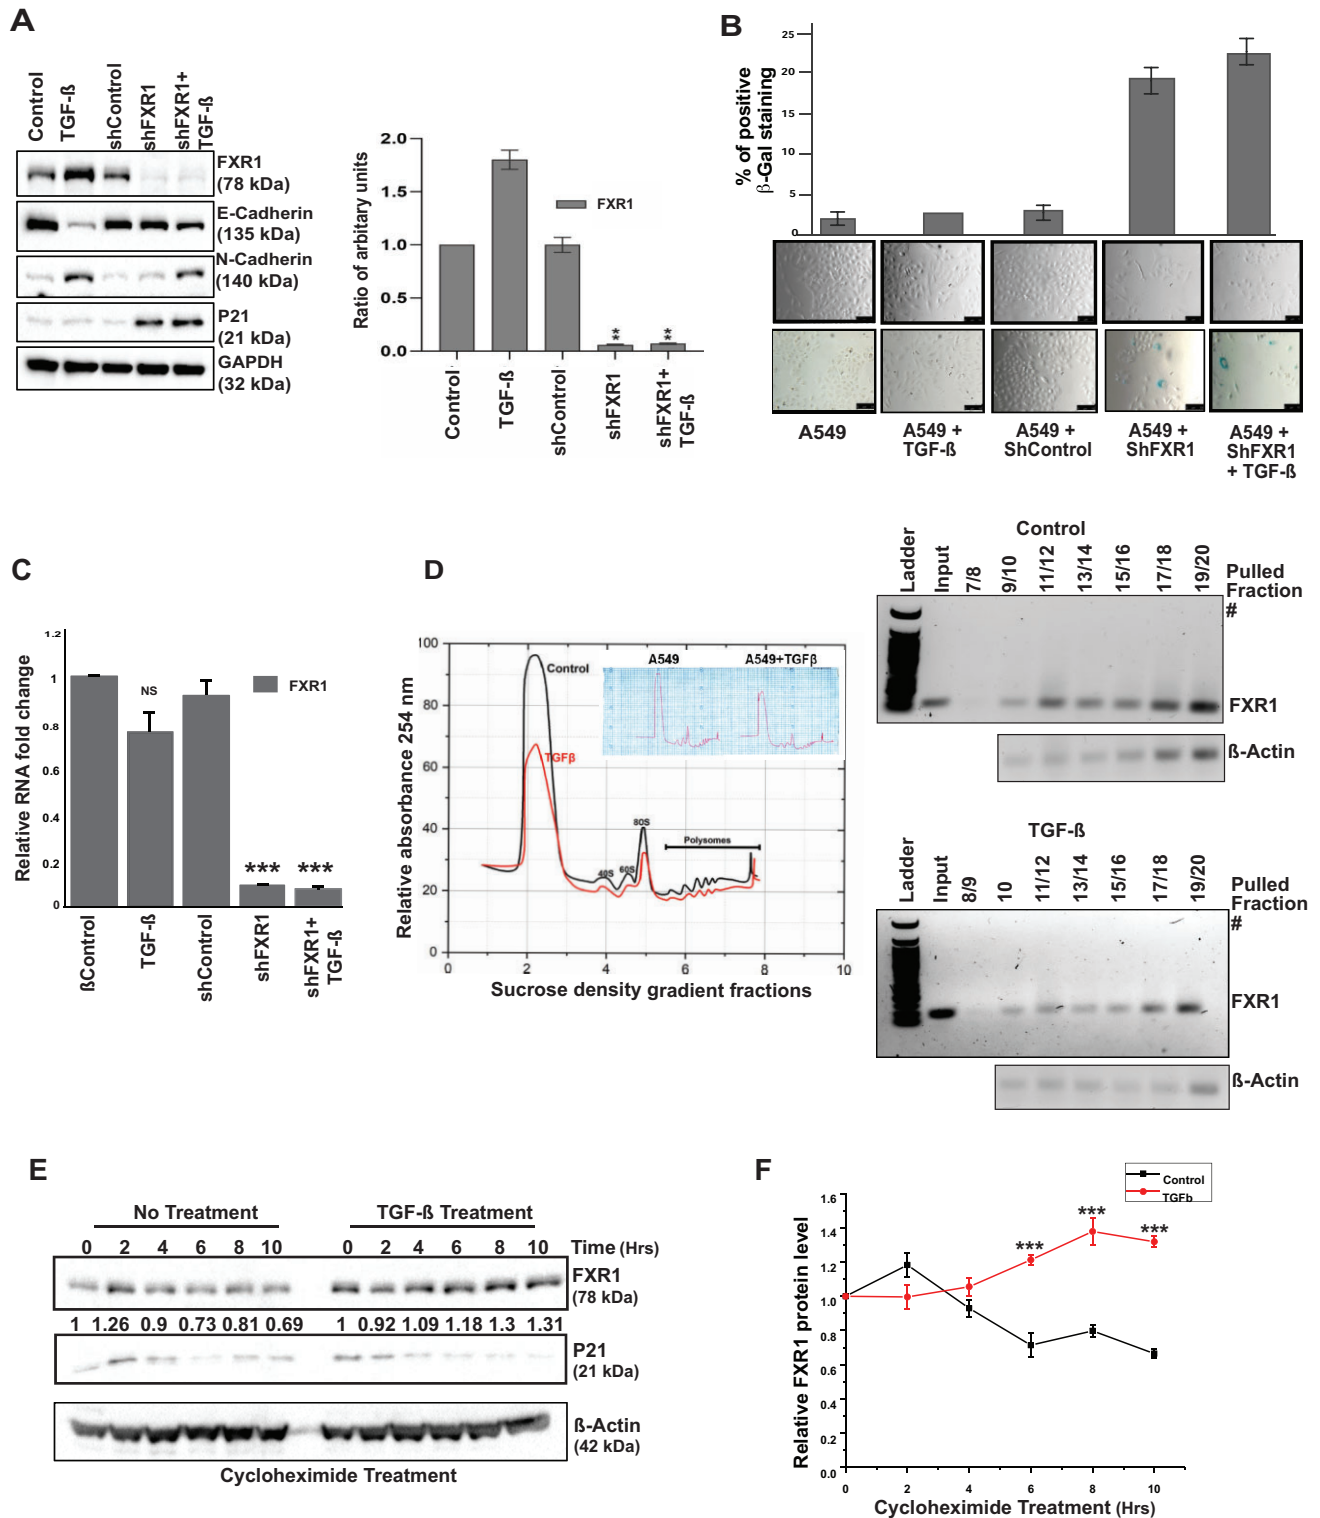 A
Control
TGF-ß
shControl
shFXR1
shFXR1+
TGF-ß
FXR1
(78 kDa)
E-Cadherin
(135 kDa)
N-Cadherin
(140 kDa)
P21
(21 kDa)
GAPDH
(32 kDa)
Ratio of arbitary units
2.0
1.5
1.0
0.5
0.0
FXR1
**
**
Control
TGF-ß
shControl
shFXR1
shFXR1+
TGF-ß
B
% of positive
β-Gal staining
25
20
15
10
5
0
A549
A549 +
TGF-ß
A549 +
ShControl
A549 +
ShFXR1
A549 +
ShFXR1
+ TGF-ß
C
Relative RNA fold change
1.2
1
0.8
0.6
0.4
0.2
0
NS
FXR1
***
***
ßControl
TGF-ß
shControl
shFXR1
shFXR1+
TGF-ß
D
Relative absorbance 254 nm
100
80
60
40
20
0
Control
TGFβ
A549
A549+TGFβ
40S
60S
80S
Polysomes
0
2
4
6
8
10
Sucrose density gradient fractions
Control
Ladder
Input
7/8
9/10
11/12
13/14
15/16
17/18
19/20
Pulled
Fraction
#
FXR1
ß-Actin
TGF-ß
Ladder
Input
8/9
10
11/12
13/14
15/16
17/18
19/20
Pulled
Fraction
#
FXR1
ß-Actin
E
No Treatment
TGF-ß Treatment
0 2 4 6 8 10 0 2 4 6 8 10 Time (Hrs)
FXR1
(78 kDa)
1 1.26 0.9 0.73 0.81 0.69 1 0.92 1.09 1.18 1.3 1.31
P21
(21 kDa)
ß-Actin
(42 kDa)
Cycloheximide Treatment
F
Control
TGFb
Relative FXR1 protein level
1.6
1.4
1.2
1.0
0.8
0.6
0.4
0.2
0.0
***
***
***
0
2
4
6
8
10
Cycloheximide Treatment (Hrs)